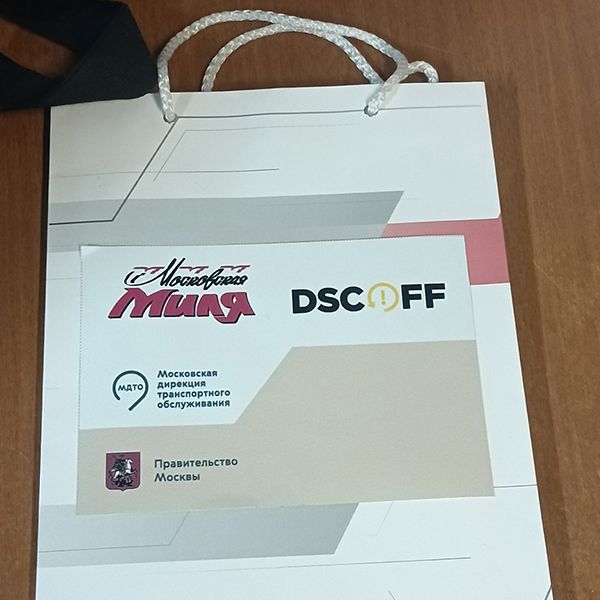 Московская
Миля
DSCOFF
МДТО
Московская
дирекция
транспортного
обслуживания
Правительство
Москвы